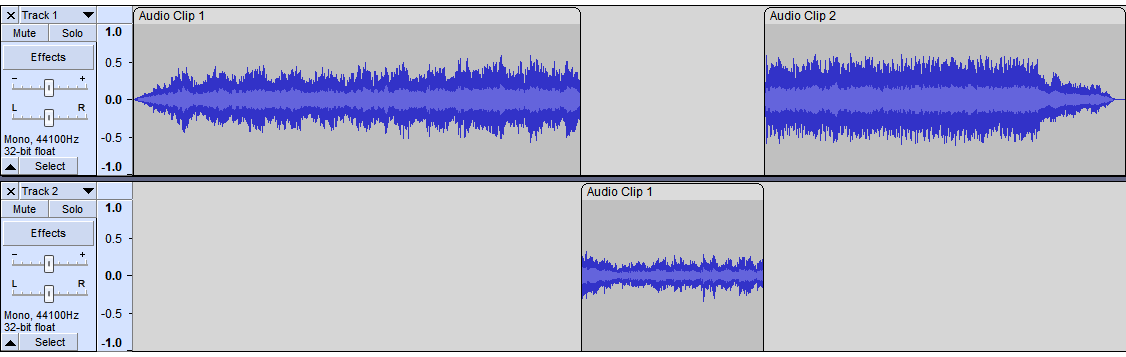 Track 1
Audio Clip 1
Audio Clip 2
Mute Solo
Effects
- +
L R
Mono, 44100Hz
32-bit float
Select
1.0
0.5
0.0
-0.5
-1.0
Track 2
Audio Clip 1
Mute Solo
Effects
- +
L R
Mono, 44100Hz
32-bit float
Select
1.0
0.5
0.0
-0.5
-1.0